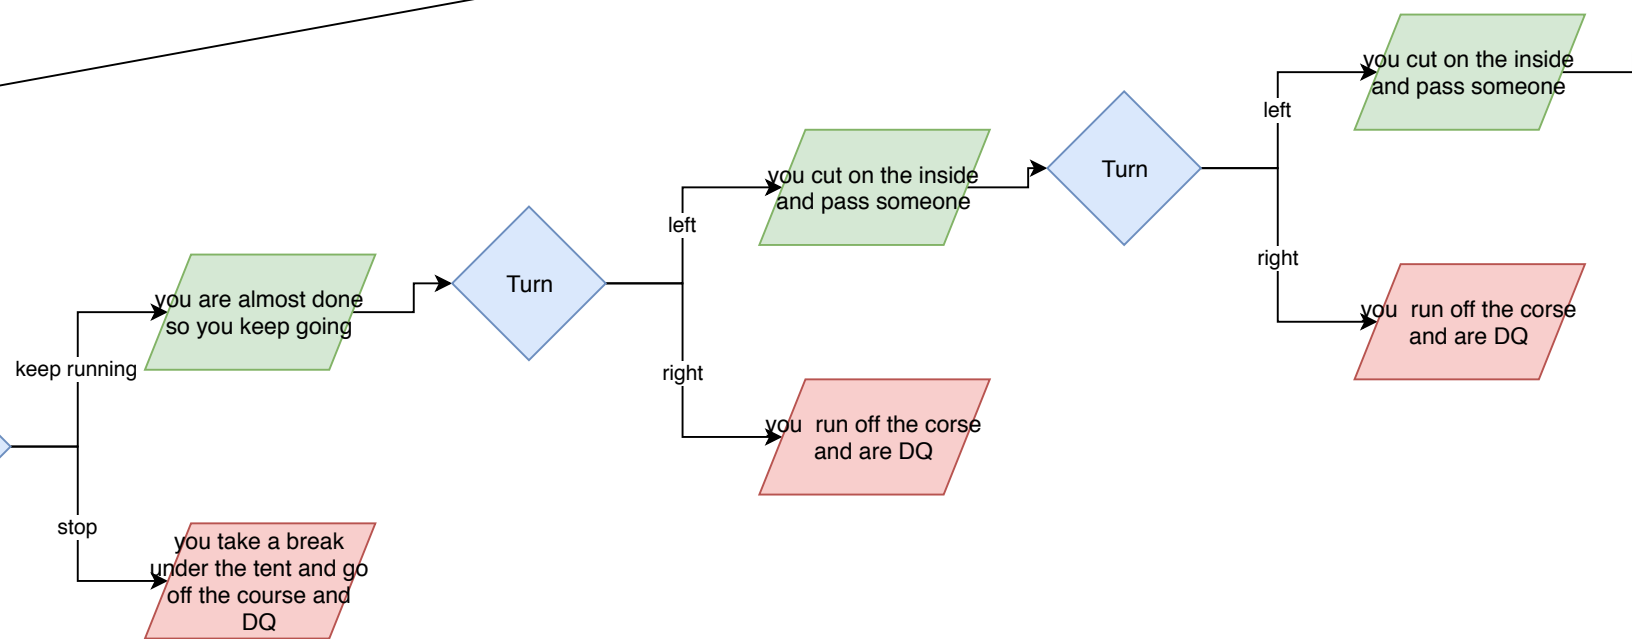 you cut on the inside
and pass someone
left
Turn
you cut on the inside
and pass someone
left
right
you are almost done
so you keep going
Turn
you  run off the corse
and are DQ
keep running
right
you  run off the corse
and are DQ
stop
you take a break
under the tent and go
off the course and
DQ